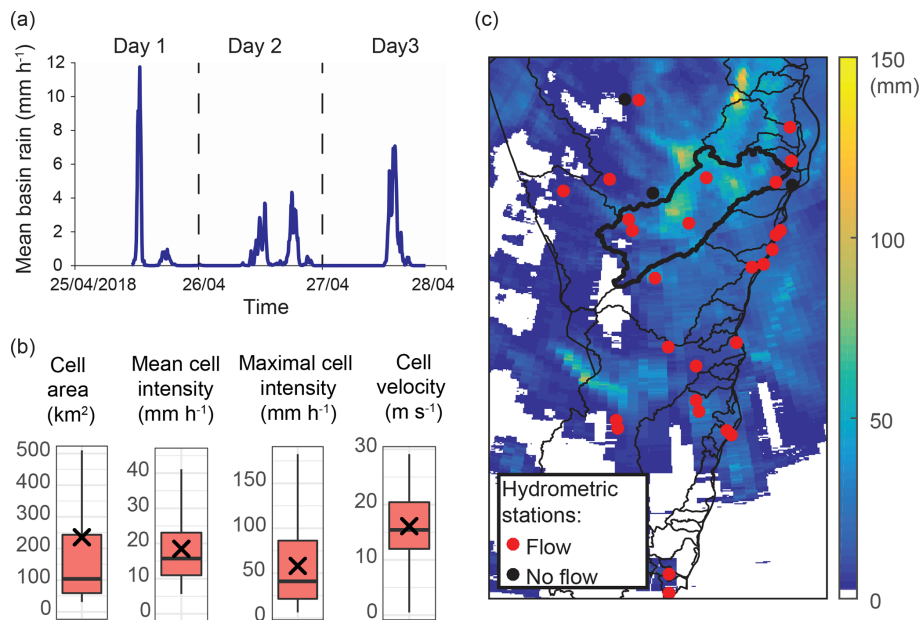 (a)
Day 1
Day 2
Day3
Mean basin rain (mm h⁻¹)
12
10
8
6
4
2
0
25/04/2018
26/04
27/04
28/04
Time
(b)
Cell
area
(km²)
500
400
300
200
100
0
Mean cell
intensity
(mm h⁻¹)
40
30
20
10
0
Maximal cell
intensity
(mm h⁻¹)
150
100
50
0
Cell
velocity
(m s⁻¹)
30
20
10
0
(c)
150
(mm)
100
50
0
Hydrometric
stations:
Flow
No flow